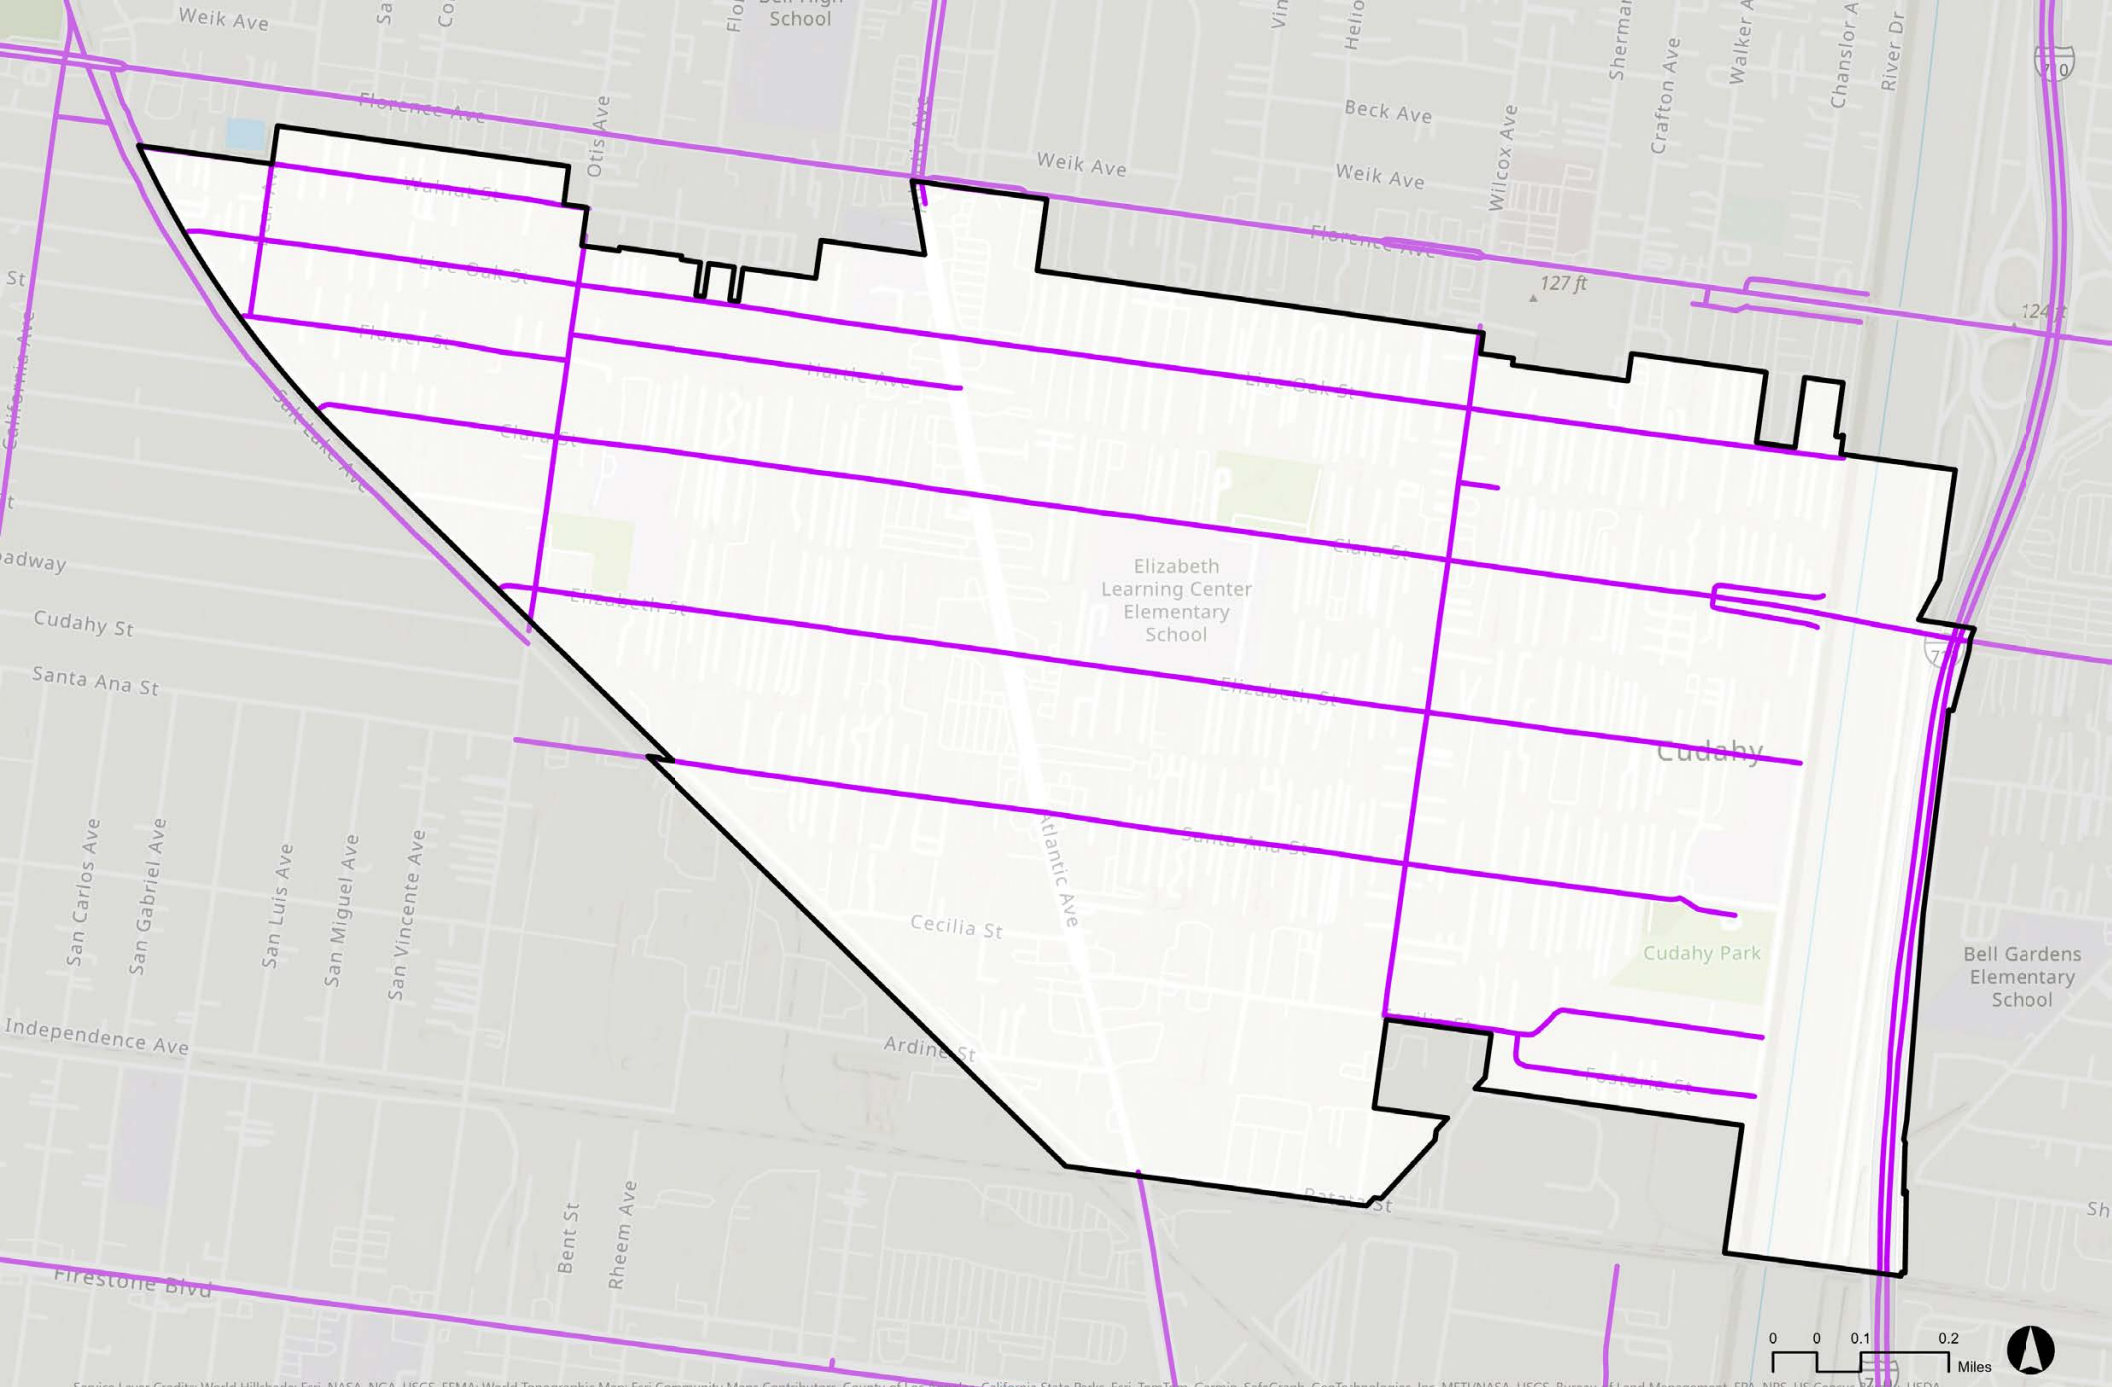 Weik Ave
School
Florence Ave
Otis Ave
Beck Ave
Weik Ave
Weik Ave
Wilcox Ave
Crafton Ave
River Dr
Florence Ave
127 ft
124 ft
Walnut St
Live Oak St
St
Flower St
Hartle Ave
Live Oak St
California Ave
Salt Lake Ave
Clara St
Clara St
Elizabeth
Learning Center
Elementary
School
Elizabeth St
Elizabeth St
Cudahy St
Santa Ana St
Cudahy
Santa Ana St
Atlantic Ave
San Carlos Ave
San Gabriel Ave
San Luis Ave
San Miguel Ave
San Vincente Ave
Cecilia St
Cudahy Park
Bell Gardens
Elementary
School
Cecilia St
Independence Ave
Ardine St
Fostoria St
Patata St
Bent St
Rheem Ave
Firestone Blvd
0 0 0.1 0.2
Miles